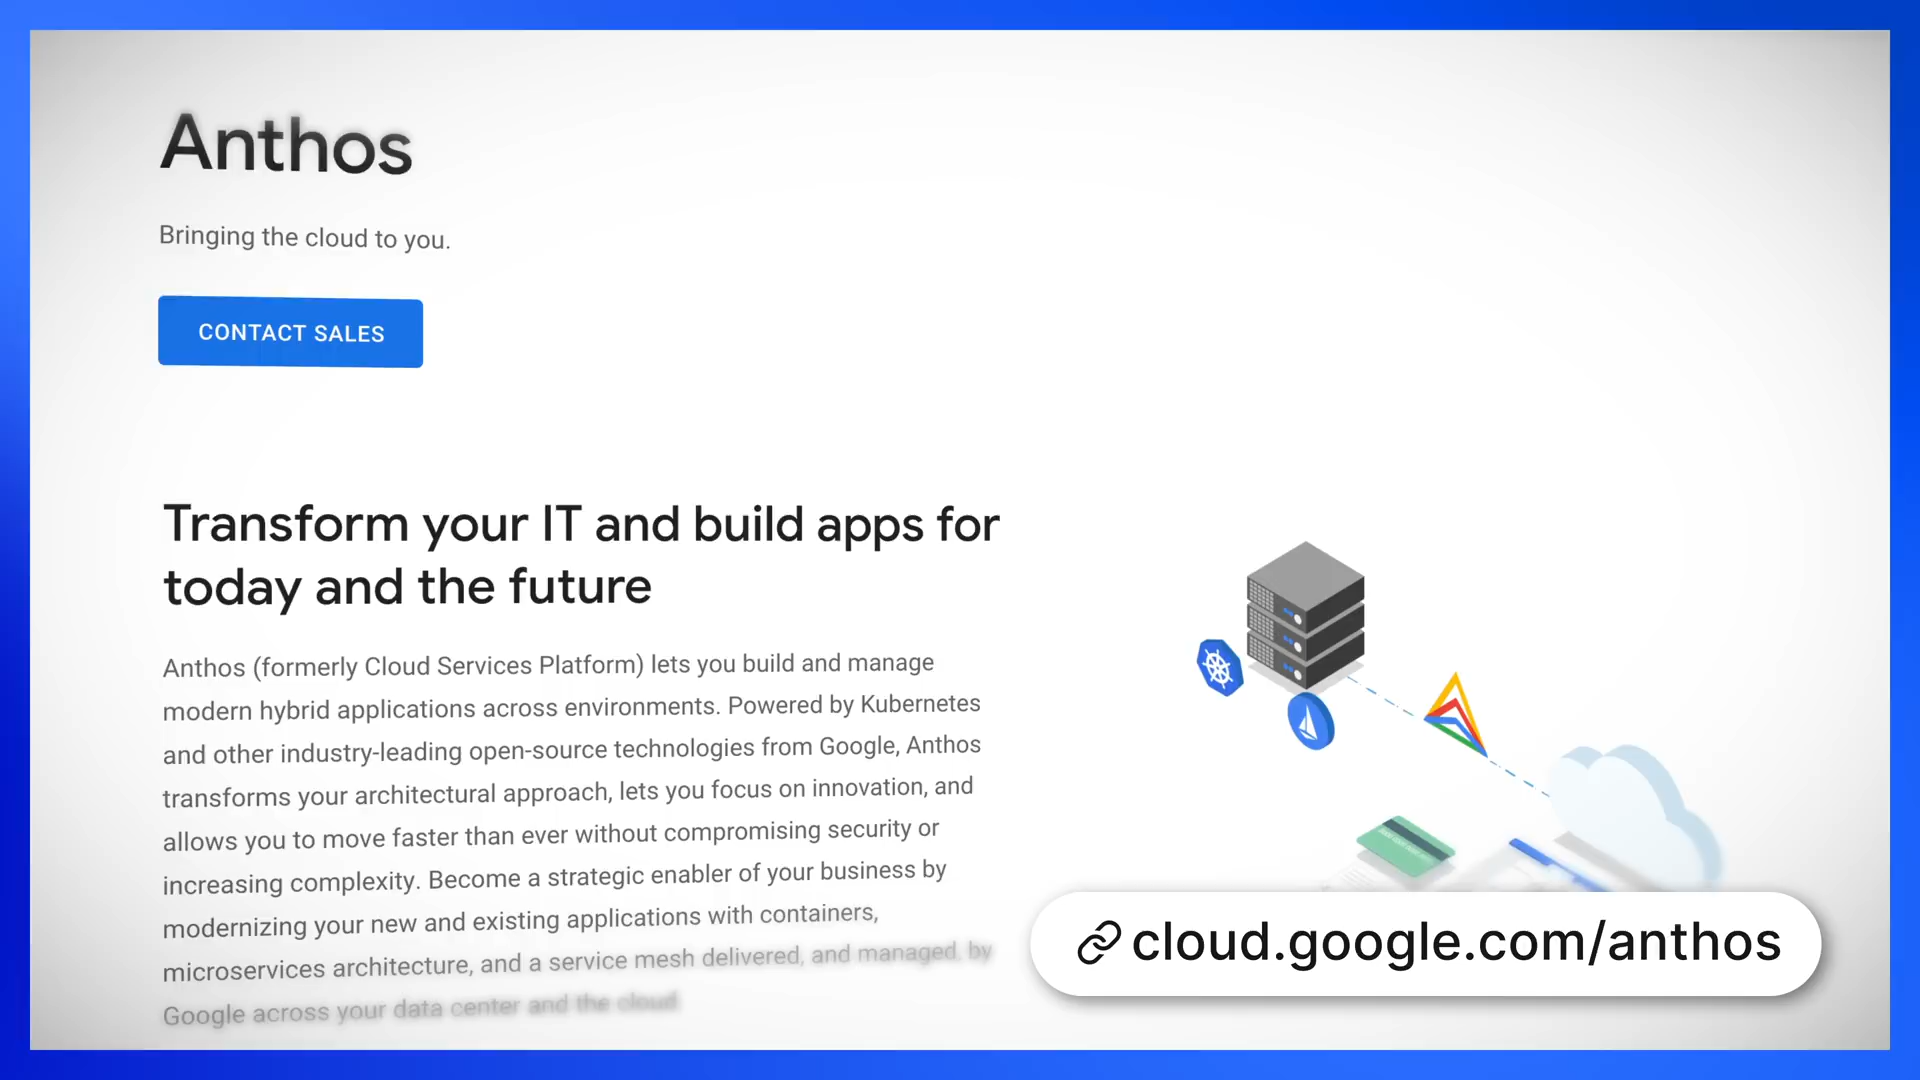 Anthos
Bringing the cloud to you.
CONTACT SALES
Transform your IT and build apps for
today and the future
Anthos (formerly Cloud Services Platform) lets you build and manage
modern hybrid applications across environments. Powered by Kubernetes
and other industry-leading open-source technologies from Google, Anthos
transforms your architectural approach, lets you focus on innovation, and
allows you to move faster than ever without compromising security or
increasing complexity. Become a strategic enabler of your business by
modernizing your new and existing applications with containers,
microservices architecture, and a service mesh delivered, and managed, by
Google across your data center and the cloud.
cloud.google.com/anthos